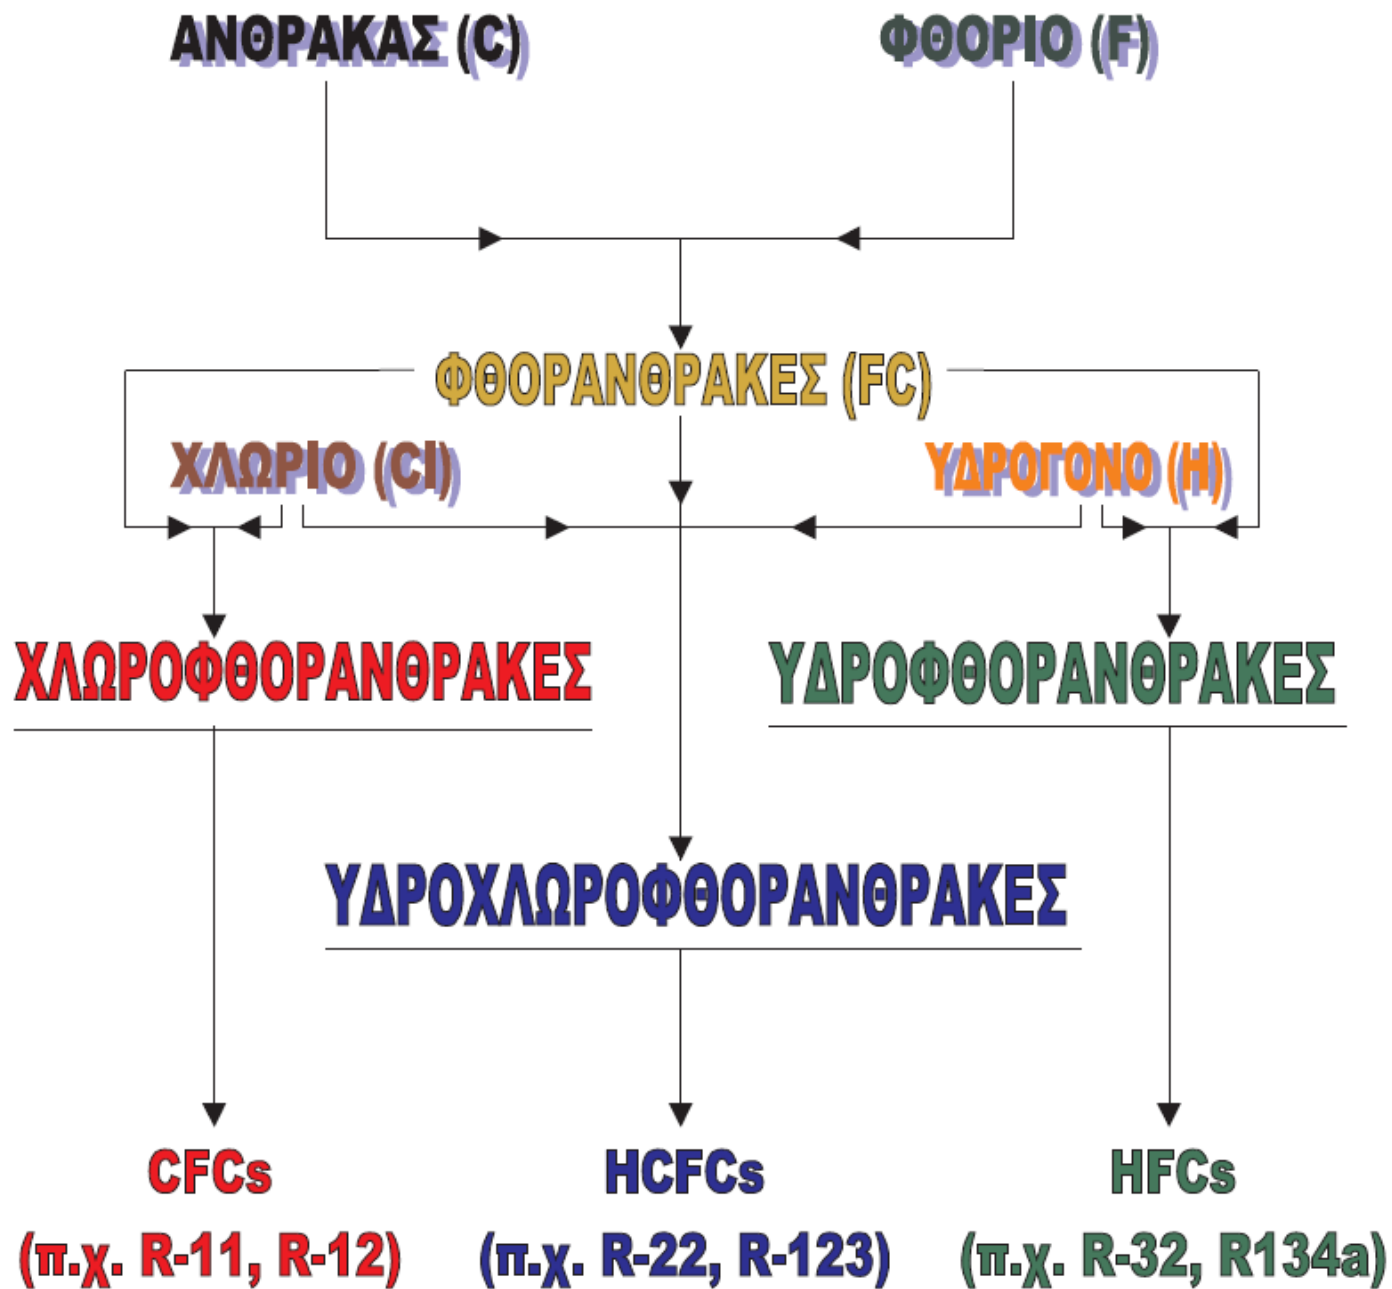 ΑΝΘΡΑΚΑΣ (C)
ΦΘΟΡΙΟ (F)
ΦΘΟΡΑΝΘΡΑΚΕΣ (FC)
ΧΛΩΡΙΟ (Cl)
ΥΔΡΟΓΟΝΟ (H)
ΧΛΩΡΟΦΘΟΡΑΝΘΡΑΚΕΣ
ΥΔΡΟΦΘΟΡΑΝΘΡΑΚΕΣ
ΥΔΡΟΧΛΩΡΟΦΘΟΡΑΝΘΡΑΚΕΣ
CFCs
HCFCs
HFCs
(π.χ. R-11, R-12)
(π.χ. R-22, R-123)
(π.χ. R-32, R134a)